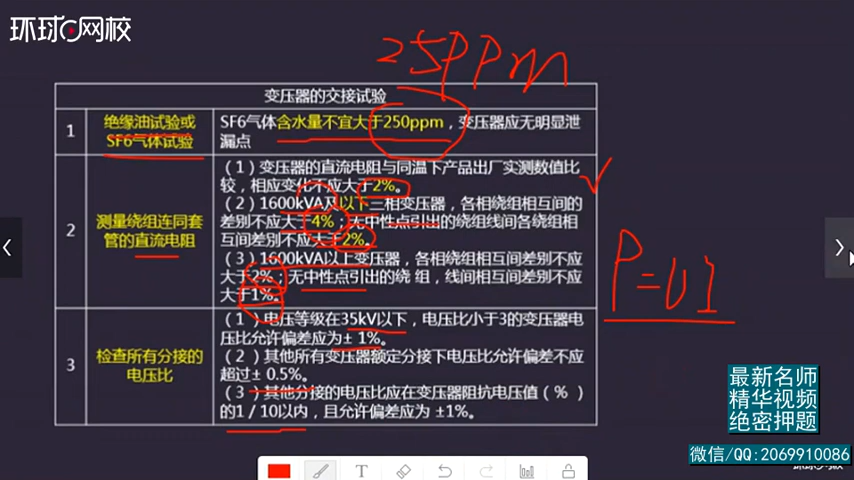 环球网校
25PPm
变压器的交接试验
1
绝缘油试验或
SF6气体试验
SF6气体含水量不宜大于250ppm，变压器应无明显泄
漏点
2
测量绕组连同套
管的直流电阻
（1）变压器的直流电阻与同温下产品出厂实测数值比
较，相应变化不应大于2%。
（2）1600kVA及以下三相变压器，各相绕组相互间的
差别不应大于4%；无中性点引出的绕组线间各绕组相
互间差别不应大于2%。
（3）1600kVA以上变压器，各相绕组相互间差别不应
大于2%；无中性点引出的绕 组，线间相互间差别不应
大于1%。
3
检查所有分接的
电压比
（1 ）电压等级在35kV以下，电压比小于3的变压器电
压比允许偏差应为± 1%。
（2 ）其他所有变压器额定分接下电压比允许偏差不应
超过± 0.5%。
（3 ）其他分接的电压比应在变压器阻抗电压值（% ）
的1 / 10以内，且允许偏差应为 ±1%。
P=UI
最新名师
精华视频
绝密押题
微信/QQ:2069910086
T